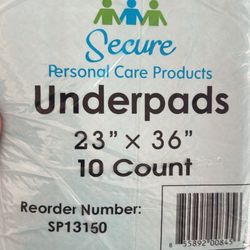 Secure
Personal Care Products
Underpads
23" × 36"
10 Count
Reorder Number:
SP13150